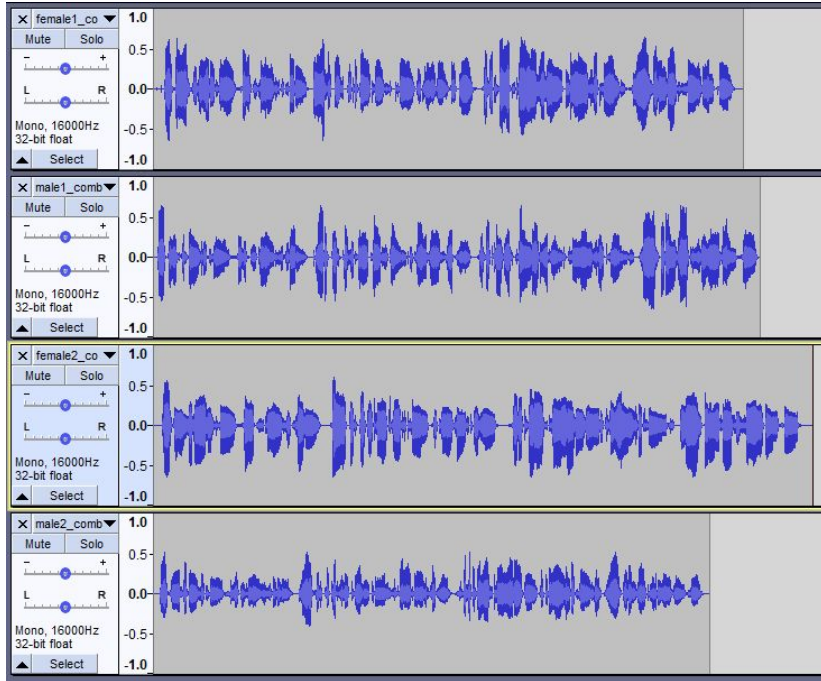 × female1_co ▼ 1.0
Mute Solo
0.5-
- +
L R 0.0-
Mono, 16000Hz
32-bit float
-0.5-
▲ Select -1.0
× male1_comb▼ 1.0
Mute Solo
0.5-
- +
L R 0.0-
Mono, 16000Hz
32-bit float
-0.5-
▲ Select -1.0
× female2_co ▼ 1.0
Mute Solo
0.5-
- +
L R 0.0-
Mono, 16000Hz
32-bit float
-0.5-
▲ Select -1.0
× male2_comb▼ 1.0
Mute Solo
0.5-
- +
L R 0.0-
Mono, 16000Hz
32-bit float
-0.5-
▲ Select -1.0